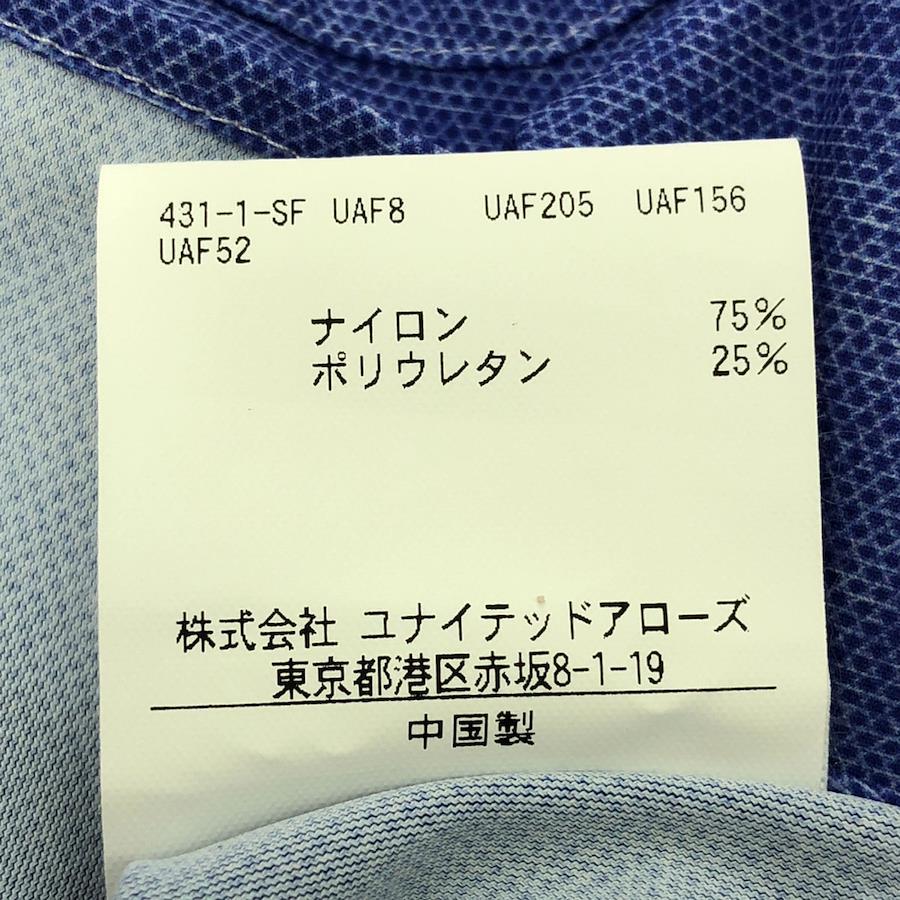 431-1-SF UAF8 UAF205 UAF156
UAF52
ナイロン 75%
ポリウレタン 25%
株式会社 ユナイテッドアローズ
東京都港区赤坂8-1-19
中国製